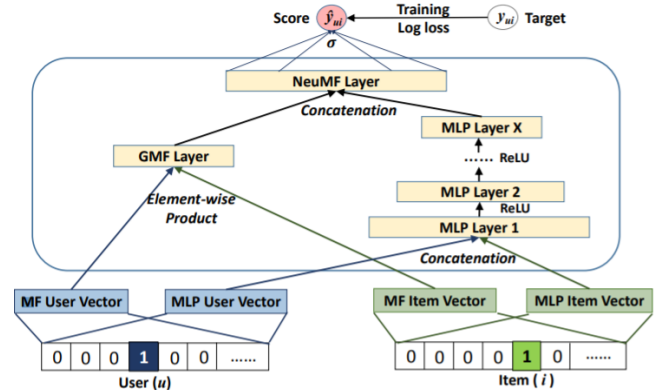 Score ŷui Training yui Target
Log loss
σ
NeuMF Layer
Concatenation
MLP Layer X
GMF Layer
...... ReLU
Element-wise
Product
MLP Layer 2
ReLU
MLP Layer 1
Concatenation
MF User Vector MLP User Vector MF Item Vector MLP Item Vector
0 0 0 1 0 0 ...... 0 0 0 0 1 0 ......
User (u) Item (i)